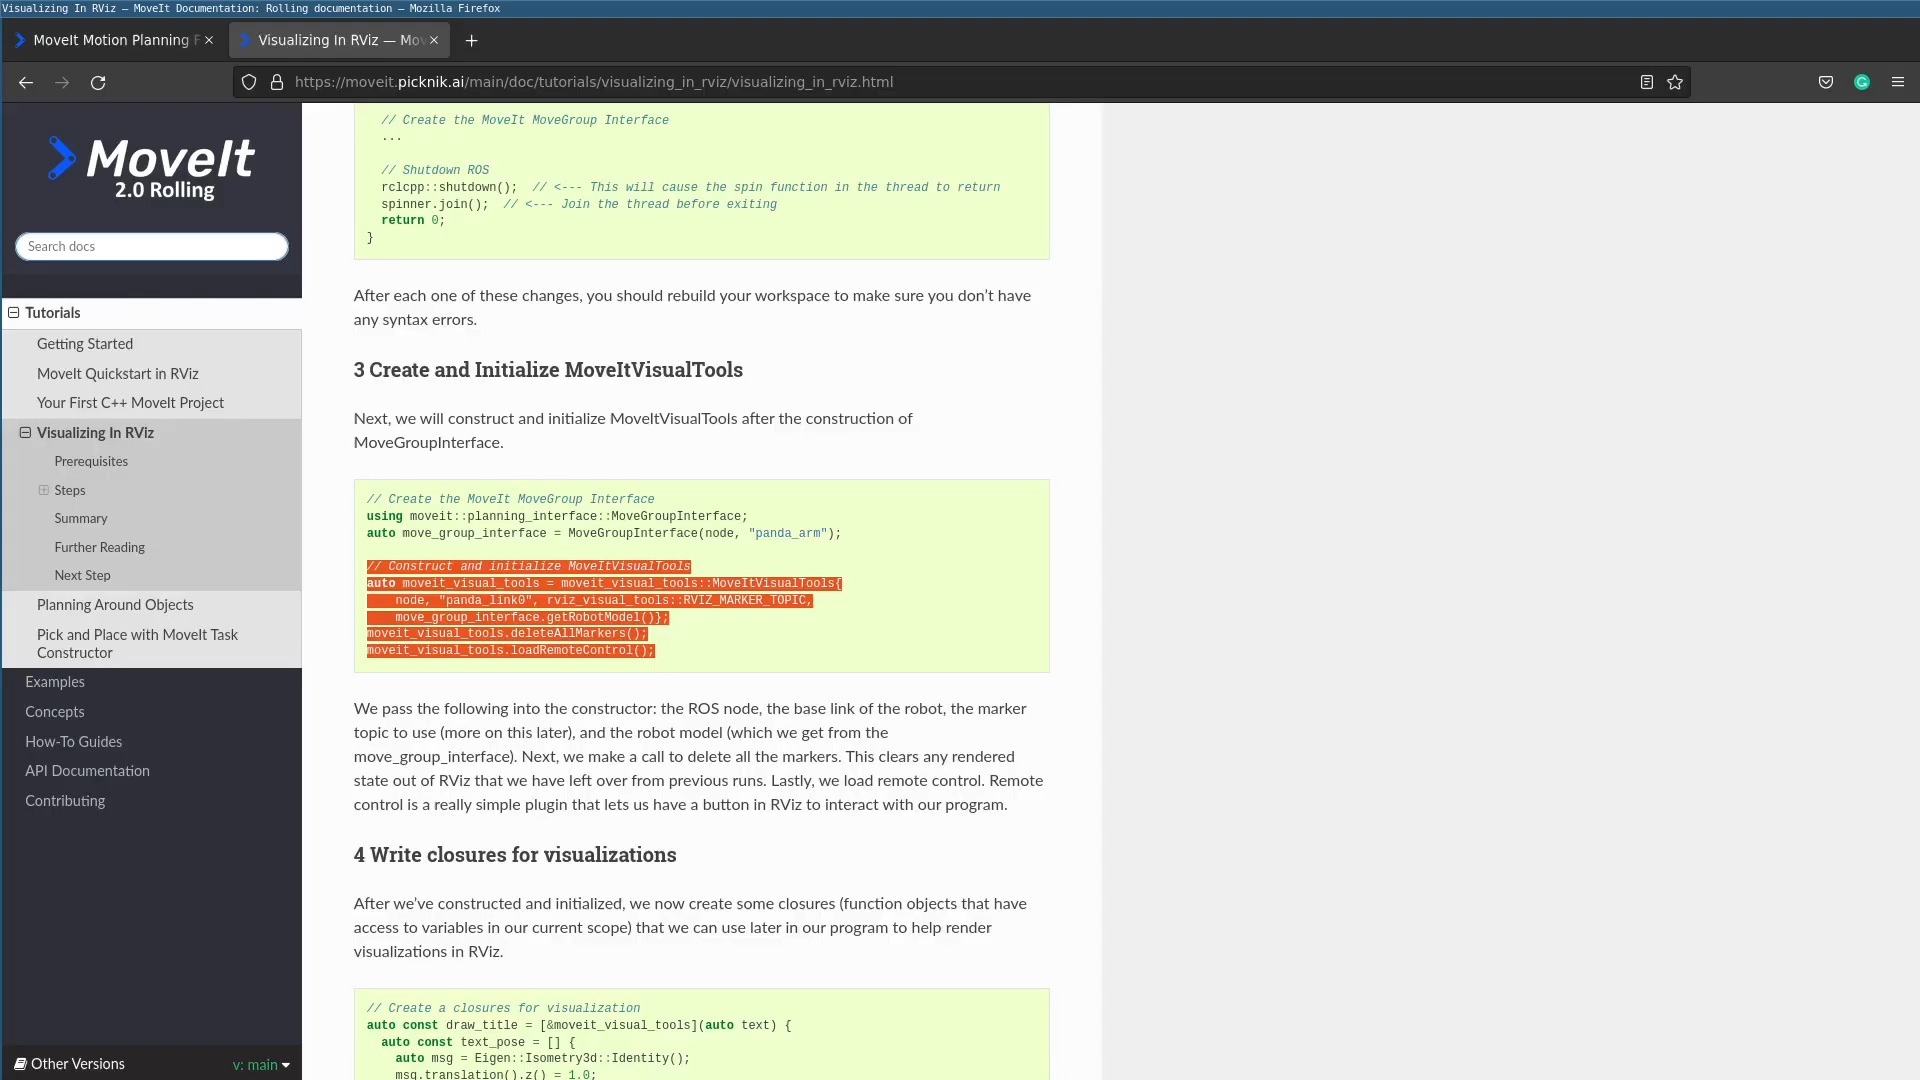 Visualizing In RViz — MoveIt Documentation: Rolling documentation — Mozilla Firefox
MoveIt Motion Planning F
Visualizing In RViz — Mov
https://moveit.picknik.ai/main/doc/tutorials/visualizing_in_rviz/visualizing_in_rviz.html
MoveIt
2.0 Rolling
Search docs
Tutorials
Getting Started
MoveIt Quickstart in RViz
Your First C++ MoveIt Project
Visualizing In RViz
Prerequisites
Steps
Summary
Further Reading
Next Step
Planning Around Objects
Pick and Place with MoveIt Task
Constructor
Examples
Concepts
How-To Guides
API Documentation
Contributing
Other Versions
v: main
// Create the MoveIt MoveGroup Interface
...
// Shutdown ROS
rclcpp::shutdown();  // <--- This will cause the spin function in the thread to return
spinner.join();  // <--- Join the thread before exiting
return 0;
}
After each one of these changes, you should rebuild your workspace to make sure you don’t have
any syntax errors.
3 Create and Initialize MoveItVisualTools
Next, we will construct and initialize MoveItVisualTools after the construction of
MoveGroupInterface.
// Create the MoveIt MoveGroup Interface
using moveit::planning_interface::MoveGroupInterface;
auto move_group_interface = MoveGroupInterface(node, "panda_arm");
// Construct and initialize MoveItVisualTools
auto moveit_visual_tools = moveit_visual_tools::MoveItVisualTools{
node, "panda_link0", rviz_visual_tools::RVIZ_MARKER_TOPIC,
move_group_interface.getRobotModel()};
moveit_visual_tools.deleteAllMarkers();
moveit_visual_tools.loadRemoteControl();
We pass the following into the constructor: the ROS node, the base link of the robot, the marker
topic to use (more on this later), and the robot model (which we get from the
move_group_interface). Next, we make a call to delete all the markers. This clears any rendered
state out of RViz that we have left over from previous runs. Lastly, we load remote control. Remote
control is a really simple plugin that lets us have a button in RViz to interact with our program.
4 Write closures for visualizations
After we’ve constructed and initialized, we now create some closures (function objects that have
access to variables in our current scope) that we can use later in our program to help render
visualizations in RViz.
// Create a closures for visualization
auto const draw_title = [&moveit_visual_tools](auto text) {
auto const text_pose = [] {
auto msg = Eigen::Isometry3d::Identity();
msg.translation().z() = 1.0;